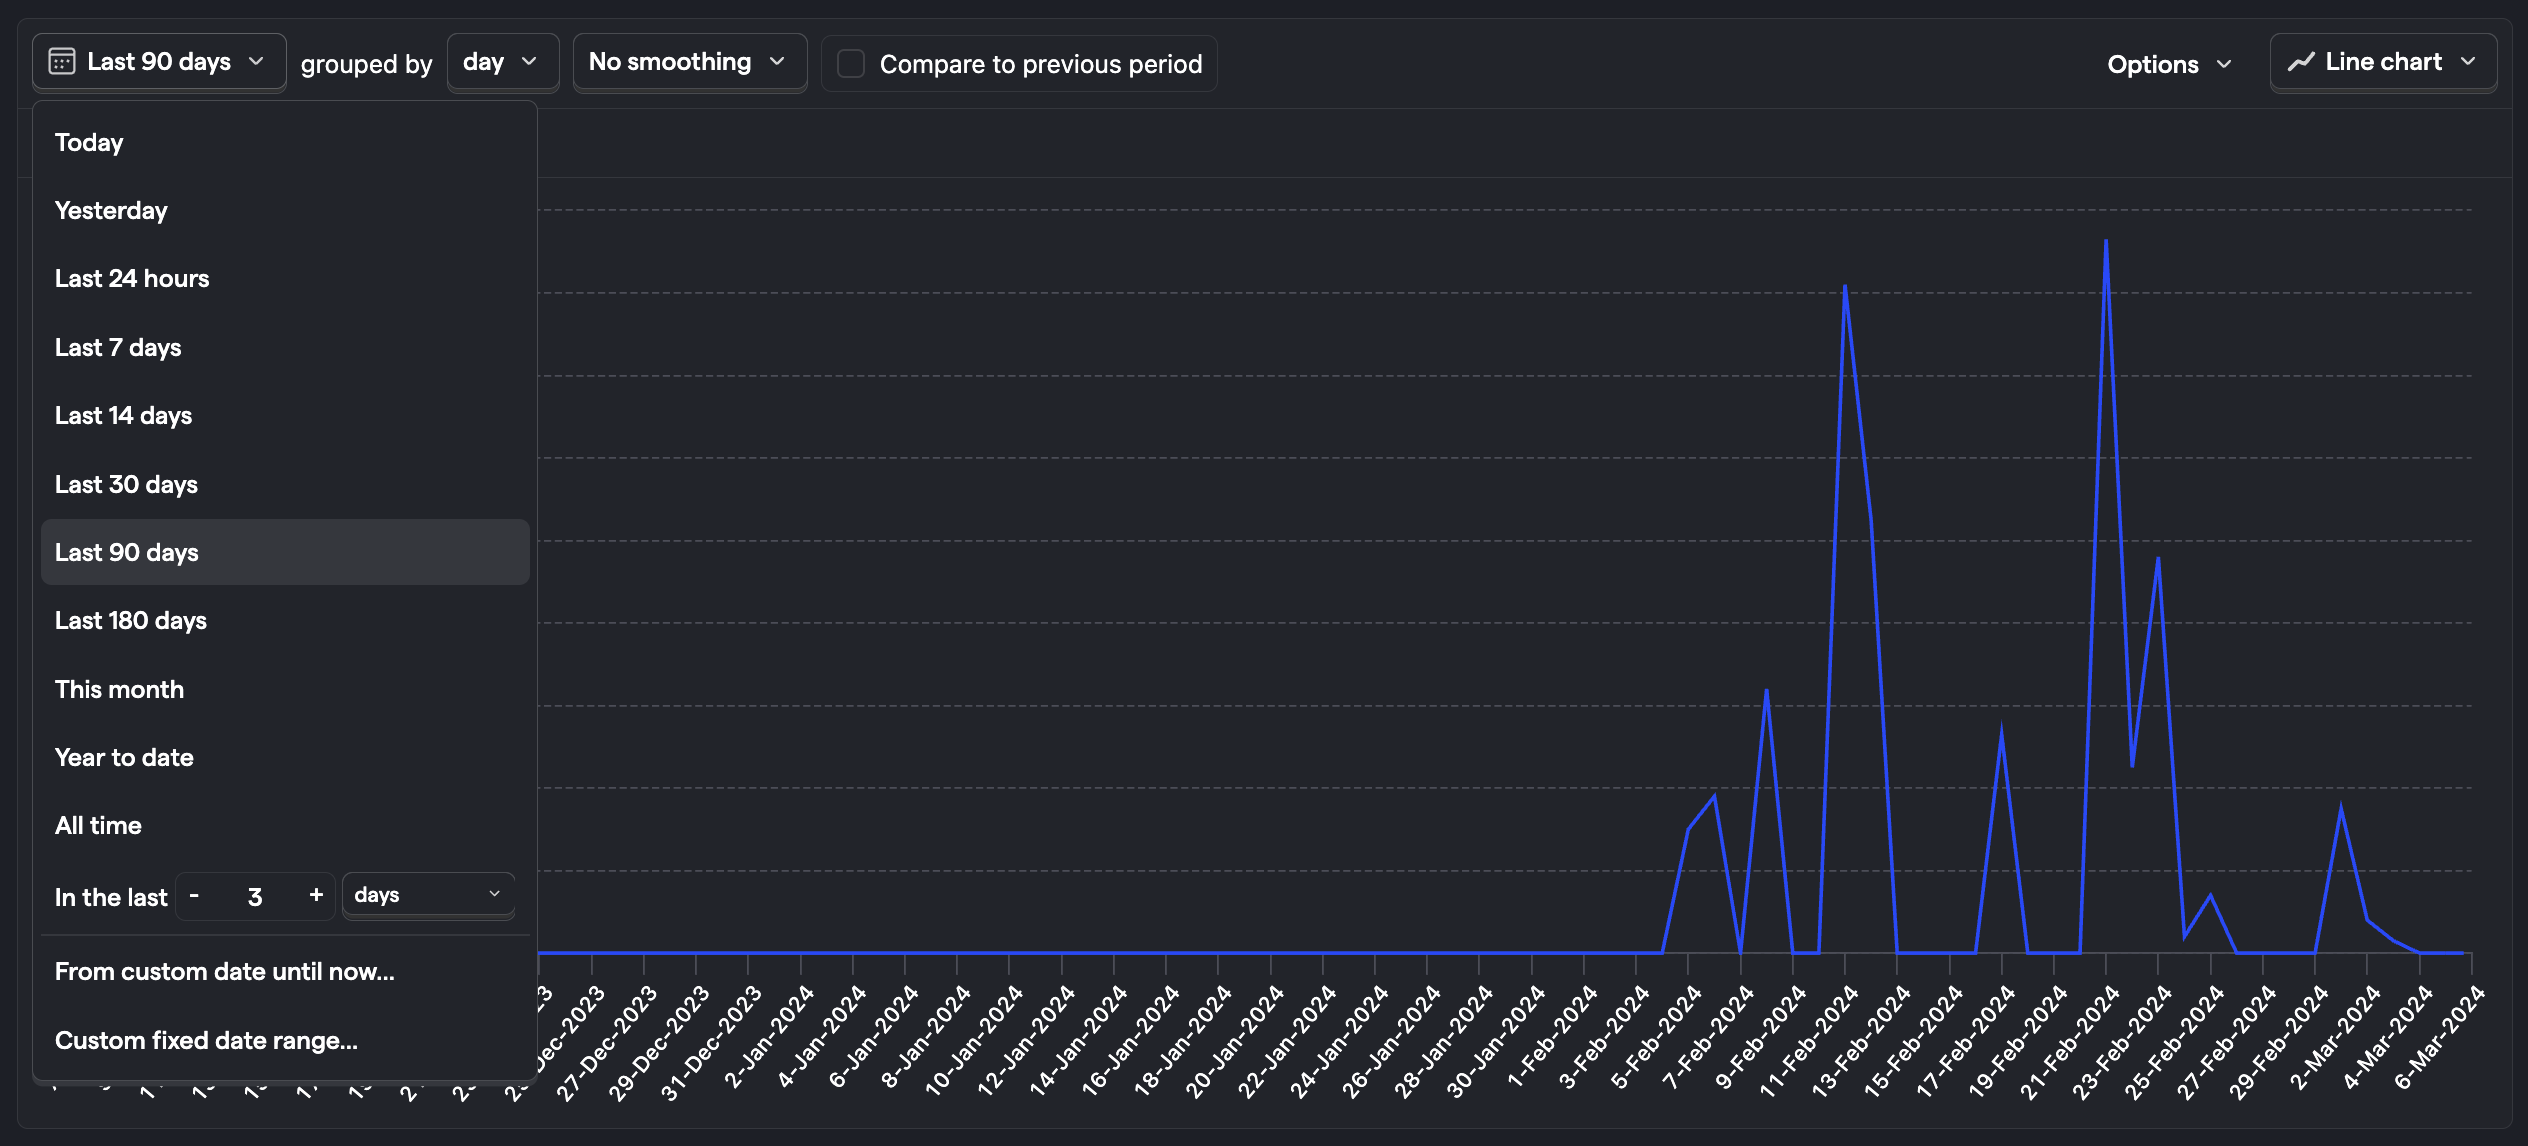 Last 90 days grouped by day No smoothing Compare to previous period Options Line chart
Today
Yesterday
Last 24 hours
Last 7 days
Last 14 days
Last 30 days
Last 90 days
Last 180 days
This month
Year to date
All time
In the last - 3 + days
From custom date until now...
Custom fixed date range...
27-Dec-2023
29-Dec-2023
31-Dec-2023
2-Jan-2024
4-Jan-2024
6-Jan-2024
8-Jan-2024
10-Jan-2024
12-Jan-2024
14-Jan-2024
16-Jan-2024
18-Jan-2024
20-Jan-2024
22-Jan-2024
24-Jan-2024
26-Jan-2024
28-Jan-2024
30-Jan-2024
1-Feb-2024
3-Feb-2024
5-Feb-2024
7-Feb-2024
9-Feb-2024
11-Feb-2024
13-Feb-2024
15-Feb-2024
17-Feb-2024
19-Feb-2024
21-Feb-2024
23-Feb-2024
25-Feb-2024
27-Feb-2024
29-Feb-2024
2-Mar-2024
4-Mar-2024
6-Mar-2024